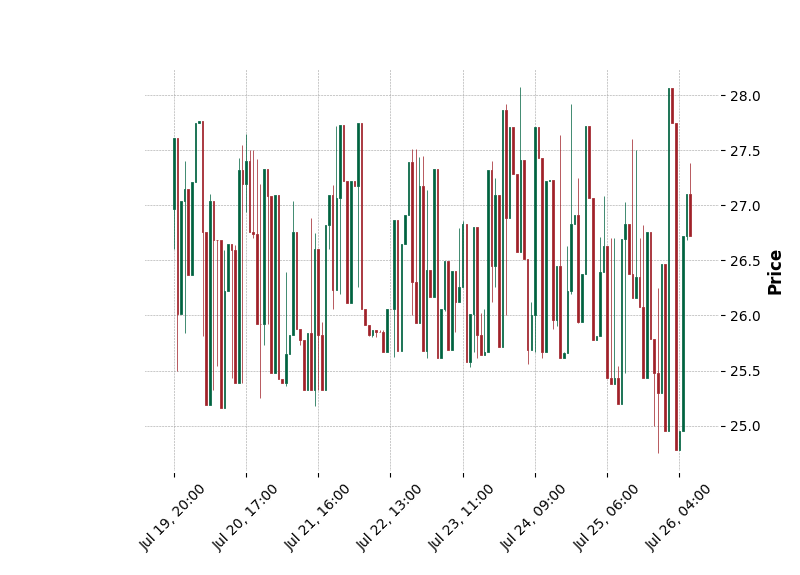 28.0
27.5
27.0
26.5
26.0
25.5
25.0
Price
Jul 19, 20:00
Jul 20, 17:00
Jul 21, 16:00
Jul 22, 13:00
Jul 23, 11:00
Jul 24, 09:00
Jul 25, 06:00
Jul 26, 04:00